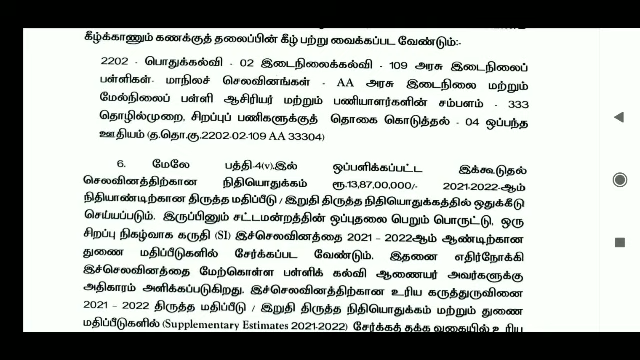 கீழ்க்காணும் கணக்குத் தலைப்பின் கீழ் பற்று வைக்கப்பட வேண்டும்:-
2202 - பொதுக்கல்வி - 02 இடைநிலைக்கல்வி - 109 அரசு இடைநிலைப்
பள்ளிகள்- மாநிலச் செலவினங்கள் - AA அரசு இடைநிலை மற்றும்
மேல்நிலைப் பள்ளி ஆசிரியர் மற்றும் பணியாளர்களின் சம்பளம் - 333
தொழில்முறை, சிறப்புப் பணிகளுக்குத் தொகை கொடுத்தல் - 04 ஒப்பந்த
ஊதியம் (த.தொ.கு.2202-02-109 AA 33304)
6. மேலே பத்தி-4(v).இல் ஒப்பளிக்கப்பட்ட இக்கூடுதல்
செலவினத்திற்கான நிதியொதுக்கம் ரூ.13,87,00,000/- 2021-2022-ஆம்
நிதியாண்டிற்கான திருத்த மதிப்பீடு / இறுதி திருத்த நிதியொதுக்கத்தில் ஒதுக்கீடு
செய்யப்படும். இருப்பினும் சட்டமன்றத்தின் ஒப்புதலை பெறும் பொருட்டு, ஒரு
சிறப்பு நிகழ்வாக கருதி (SI) இச்செலவினத்தை 2021 - 2022ஆம் ஆண்டிற்கான
துணை மதிப்பீடுகளில் சேர்க்கப்பட வேண்டும். இதனை எதிர்நோக்கி
இச்செலவினத்தை மேற்கொள்ள பள்ளிக் கல்வி ஆணையர் அவர்களுக்கு
அதிகாரம் அளிக்கப்படுகிறது. இச்செலவினத்திற்கான உரிய கருத்துருவினை
2021 - 2022 திருத்த மதிப்பீடு / இறுதி திருத்த நிதியொதுக்கம் மற்றும் துணை
மதிப்பீடுகளில் (Supplementary Estimates 2021-2022) சேர்க்கத் தக்க வகையில் உரிய